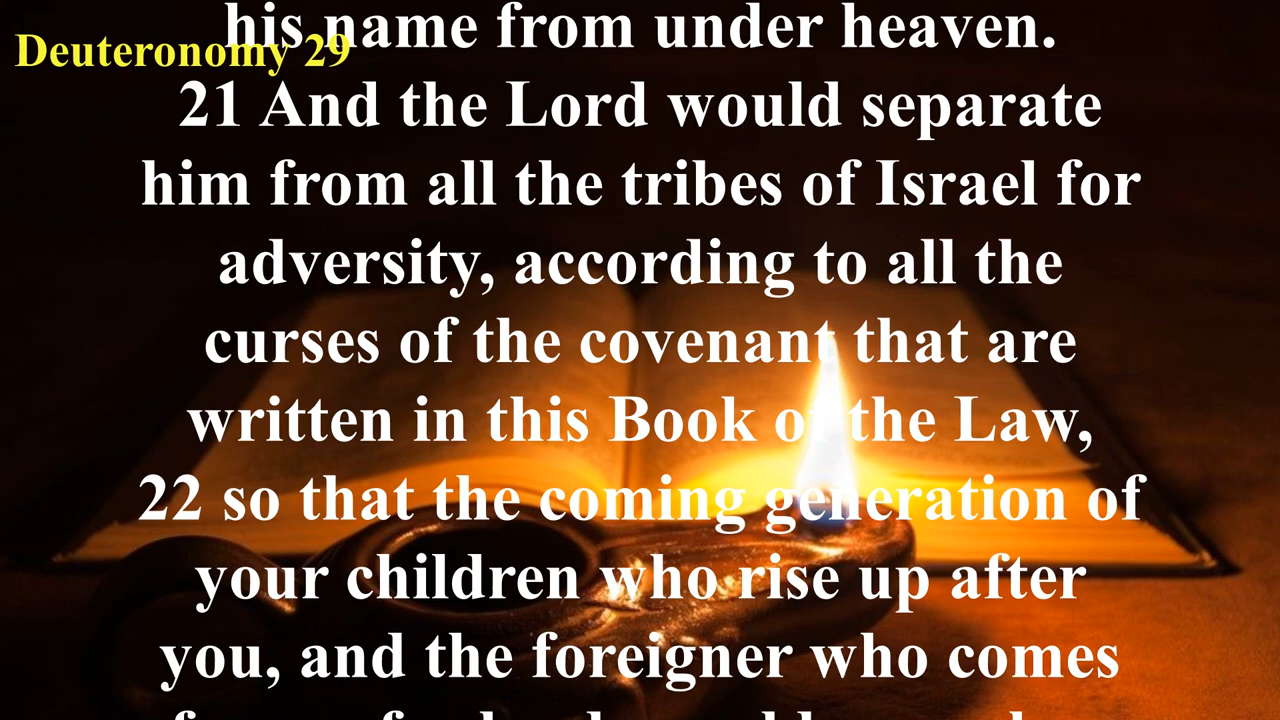 his name from under heaven.
Deuteronomy 29
21 And the Lord would separate
him from all the tribes of Israel for
adversity, according to all the
curses of the covenant that are
written in this Book of the Law,
22 so that the coming generation of
your children who rise up after
you, and the foreigner who comes